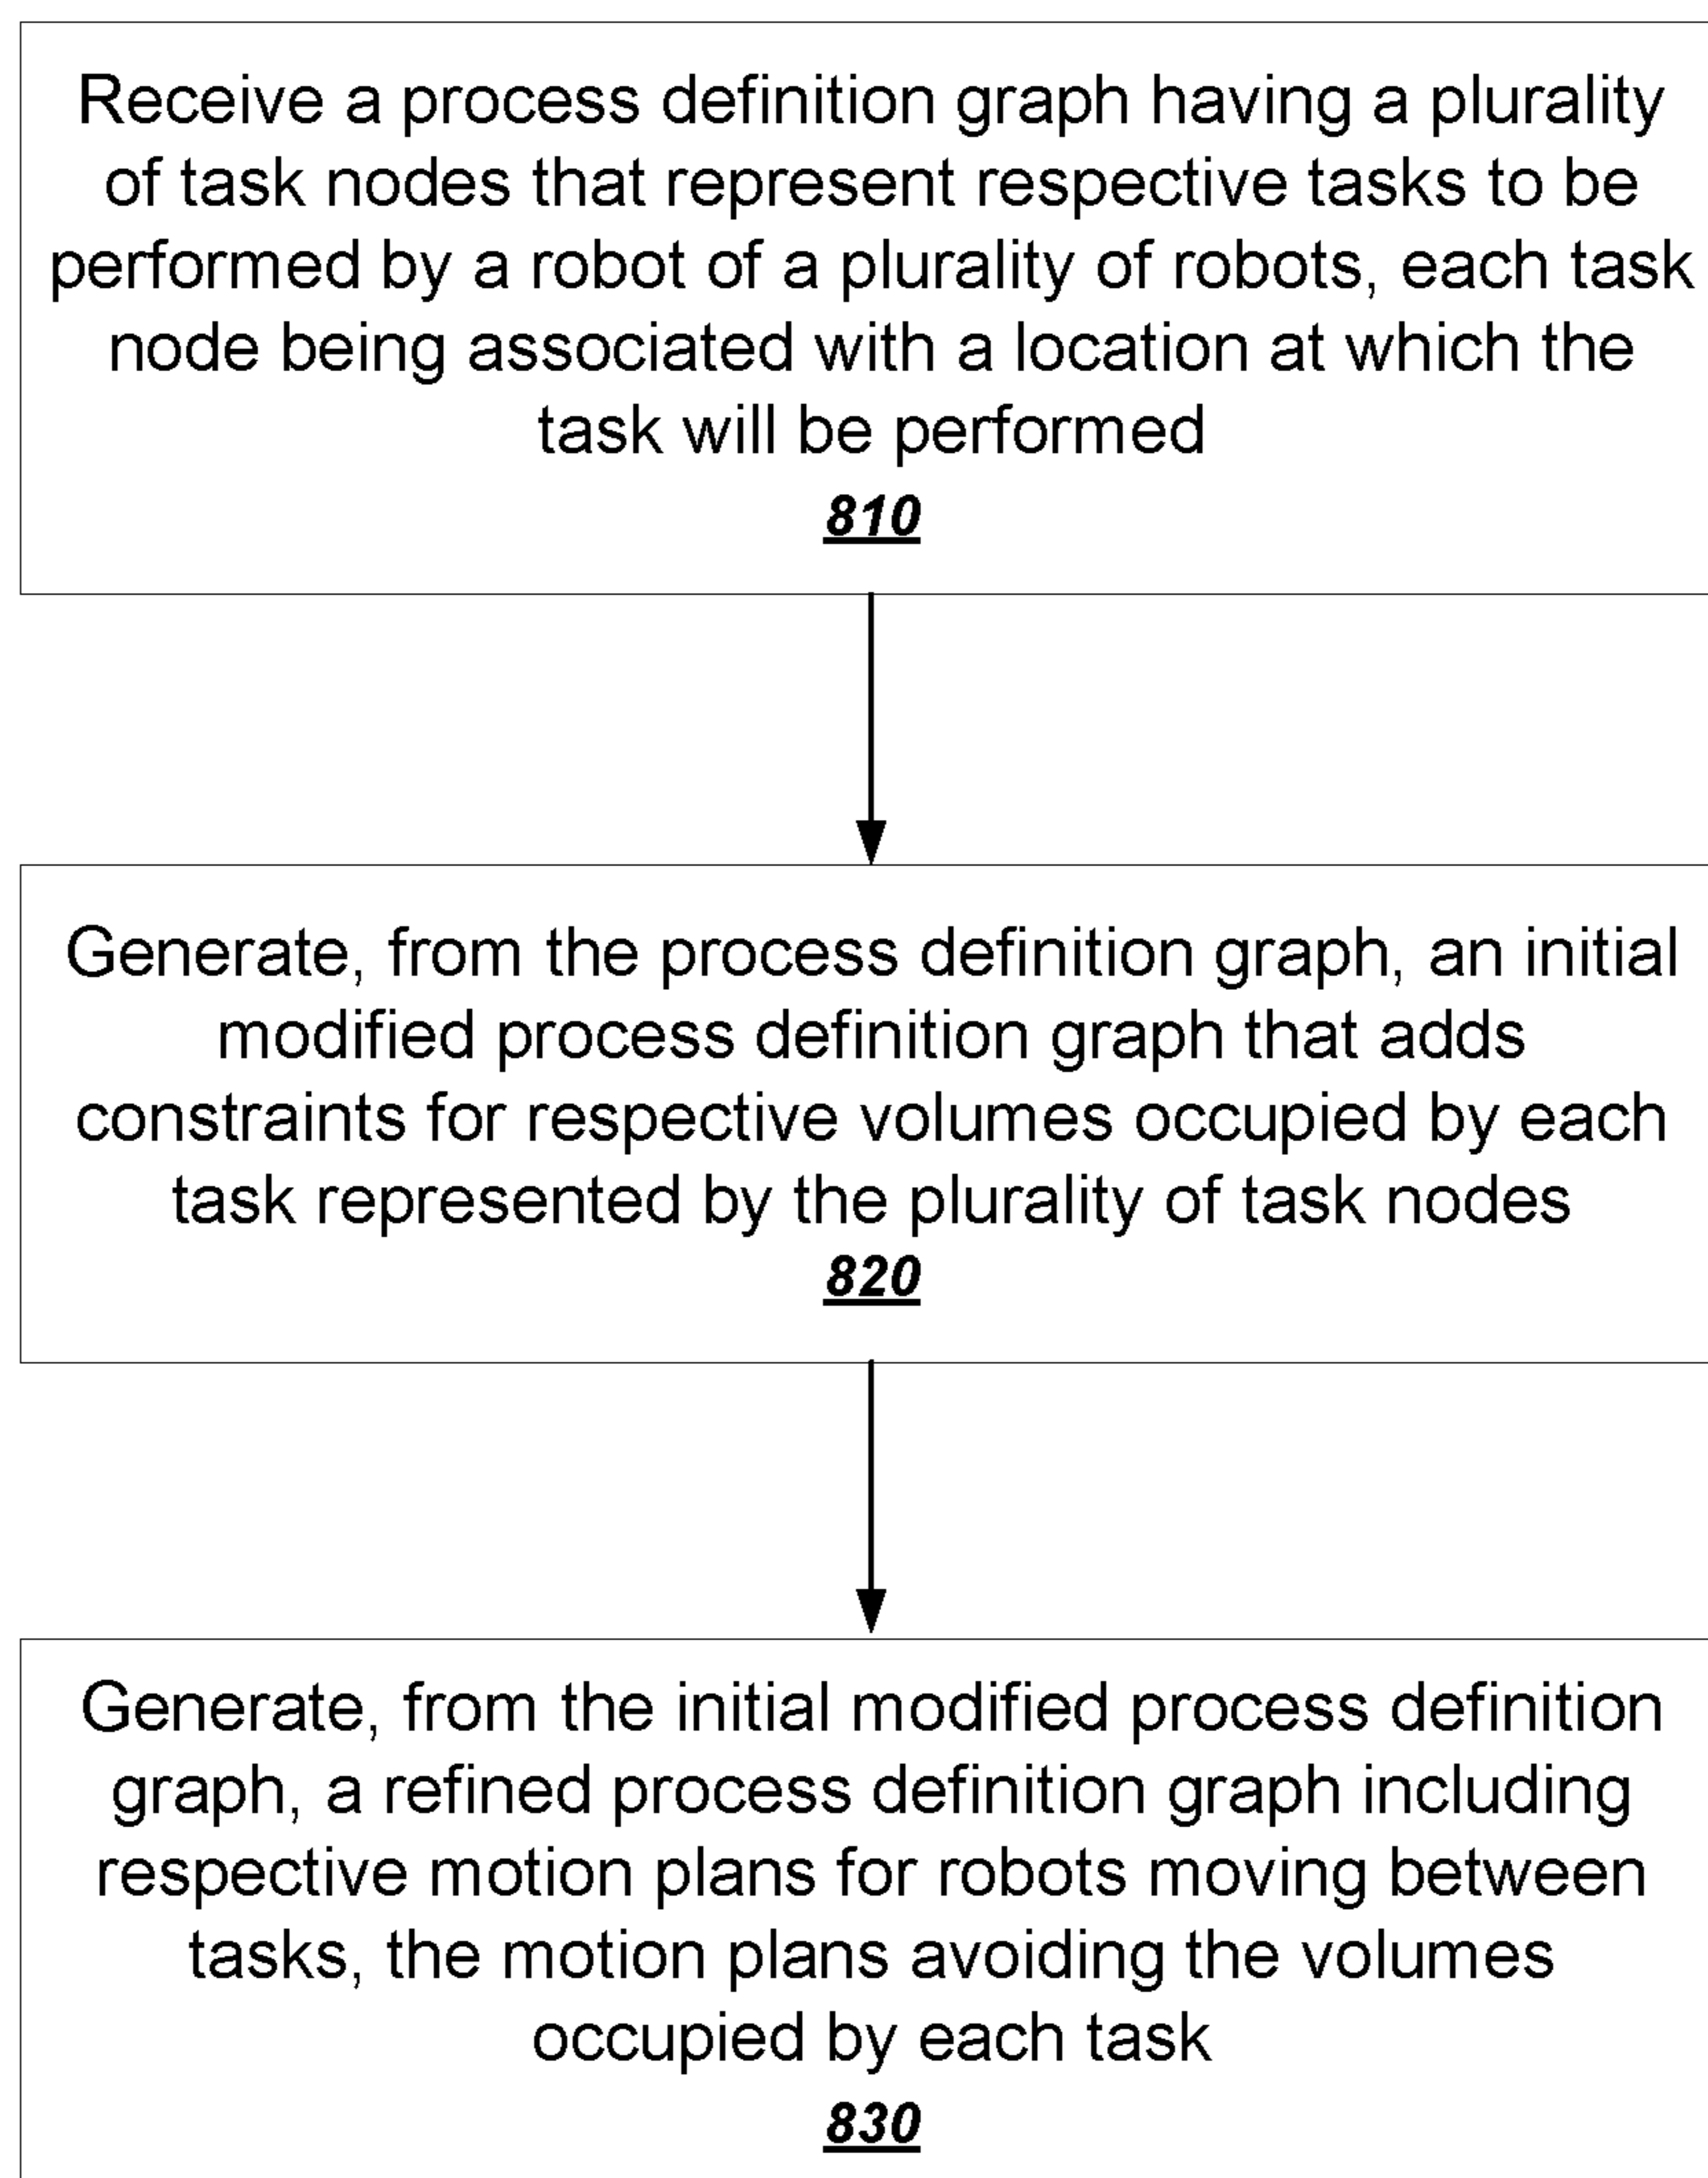 Receive a process definition graph having a plurality
of task nodes that represent respective tasks to be
performed by a robot of a plurality of robots, each task
node being associated with a location at which the
task will be performed
810
Generate, from the process definition graph, an initial
modified process definition graph that adds
constraints for respective volumes occupied by each
task represented by the plurality of task nodes
820
Generate, from the initial modified process definition
graph, a refined process definition graph including
respective motion plans for robots moving between
tasks, the motion plans avoiding the volumes
occupied by each task
830